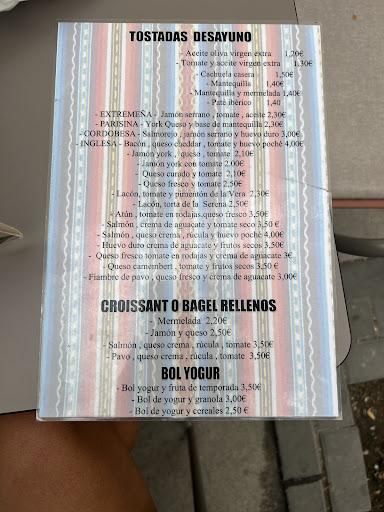 TOSTADAS DESAYUNO
- Aceite oliva virgen extra 1,20€
- Tomate y aceite virgen extra 1,30€
- Cachuela casera 1,50€
- Mantequilla 1,40€
- Mantequilla y mermelada 1,40€
- Paté ibérico 1,40
- EXTREMEÑA - Jamón serrano , tomate , aceite 2,30€
- PARISINA - York Queso y base de mantequilla 2,30€
- CORDOBESA - Salmorejo , jamón serrano y huevo duro 3,00€
- INGLESA - Bacón , queso cheddar , tomate y huevo poché 4,00€
- Jamón york , queso , tomate 2,10€
- Jamón york con tomate 2,00€
- Queso curado y tomate 2,10€
- Queso fresco y tomate 2,50€
- Lacón, tomate y pimentón de la Vera 2,30€
- Lacón, torta de la Serena 2,50€
- Atún , tomate en rodajas,queso fresco 3,50€
- Salmón , crema de aguacate y tomate seco 3,50 €
- Salmón , queso crema , rúcula y huevo poché 4,00€
- Huevo duro crema de aguacate y frutos secos 3,50€
- Queso fresco tomate en rodajas y crema de aguacate 3€
- Queso camenbert , tomate y frutos secos 3,50 €
- Fiambre de pavo , queso fresco y crema de aguacate 3,00€
CROISSANT O BAGEL RELLENOS
- Mermelada 2,20€
- Jamón y queso 2,50€
- Salmón , queso crema , rúcula , tomate 3,50€
- Pavo , queso crema , rúcula , tomate 3,50€
BOL YOGUR
- Bol yogur y fruta de temporada 3,50€
- Bol de yogur y granola 3,00€
- Bol de yogur y cereales 2,50 €